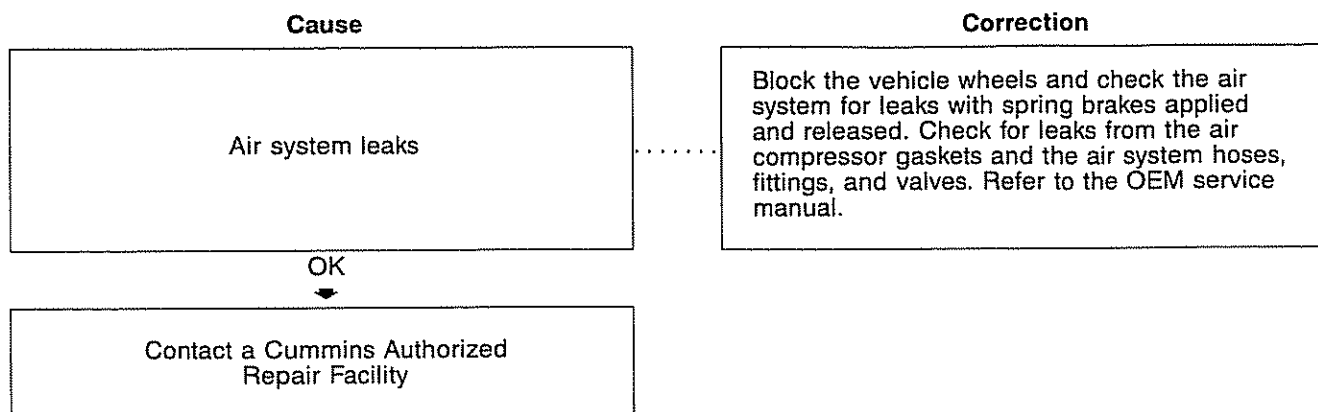 Cause
Correction
Air system leaks
Block the vehicle wheels and check the air
system for leaks with spring brakes applied
and released. Check for leaks from the air
compressor gaskets and the air system hoses,
fittings, and valves. Refer to the OEM service
manual.
OK
Contact a Cummins Authorized
Repair Facility